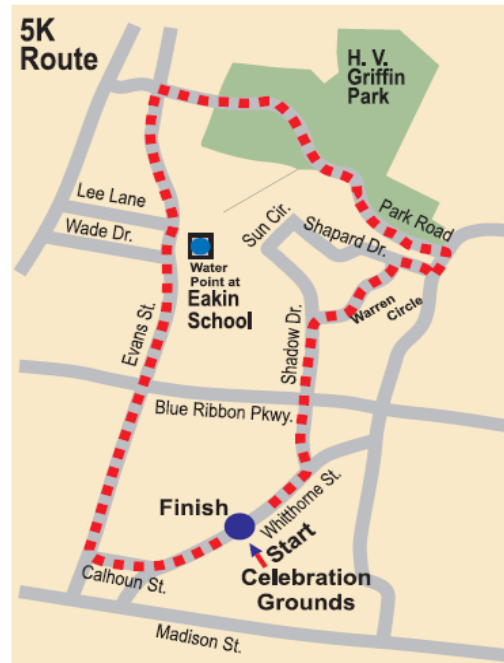 5K
Route
H. V.
Griffin
Park
Lee Lane
Wade Dr.
Sun Cir.
Shapard Dr.
Park Road
Water
Point at
Eakin
School
Evans St.
Shadow Dr.
Warren
Circle
Blue Ribbon Pkwy.
Finish
Whitthorne St.
Start
Celebration
Grounds
Calhoun St.
Madison St.